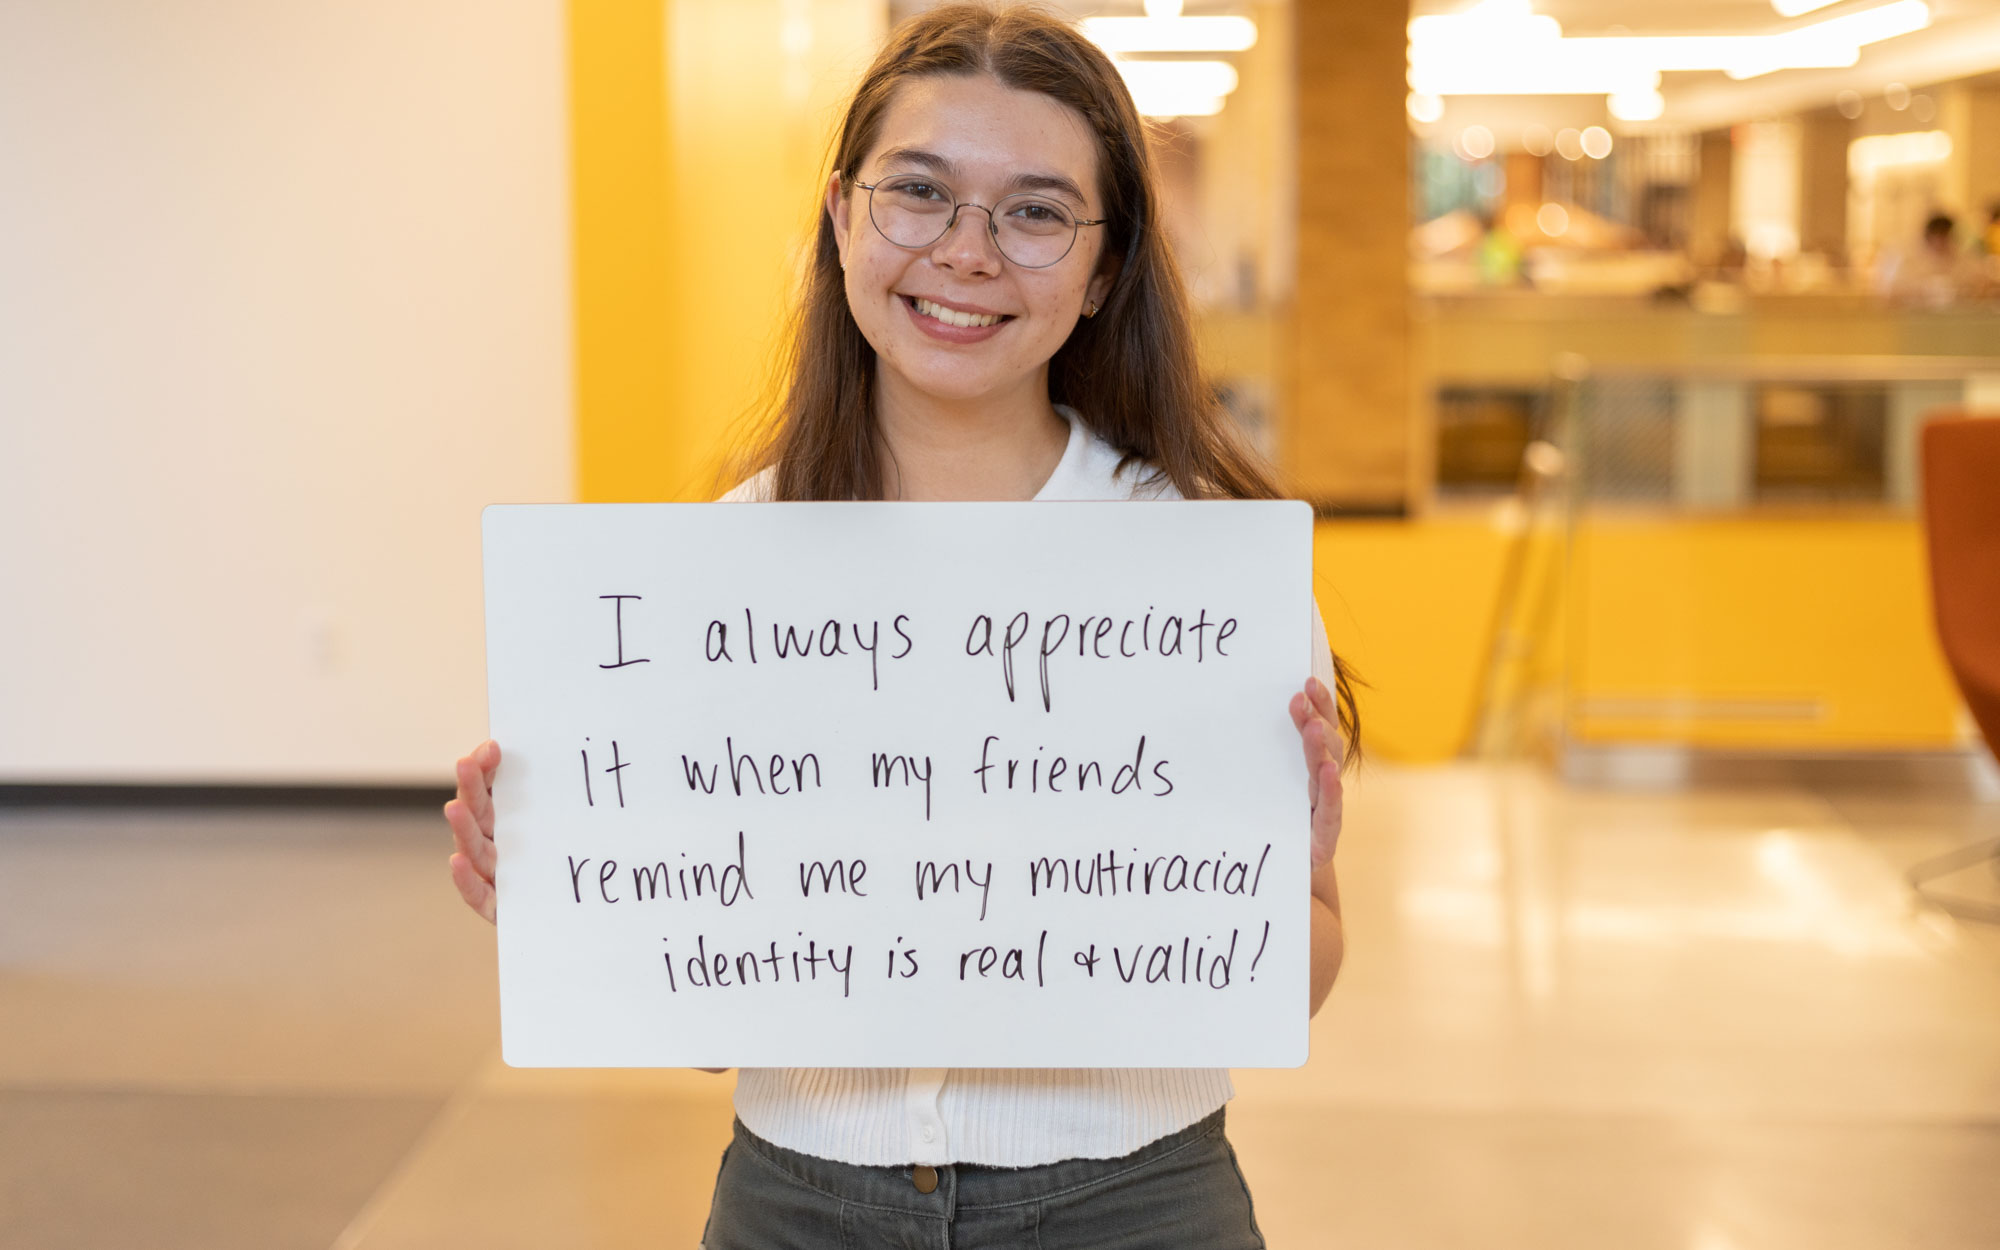 I always appreciate
it when my friends
remind me my multiracial
identity is real & valid!